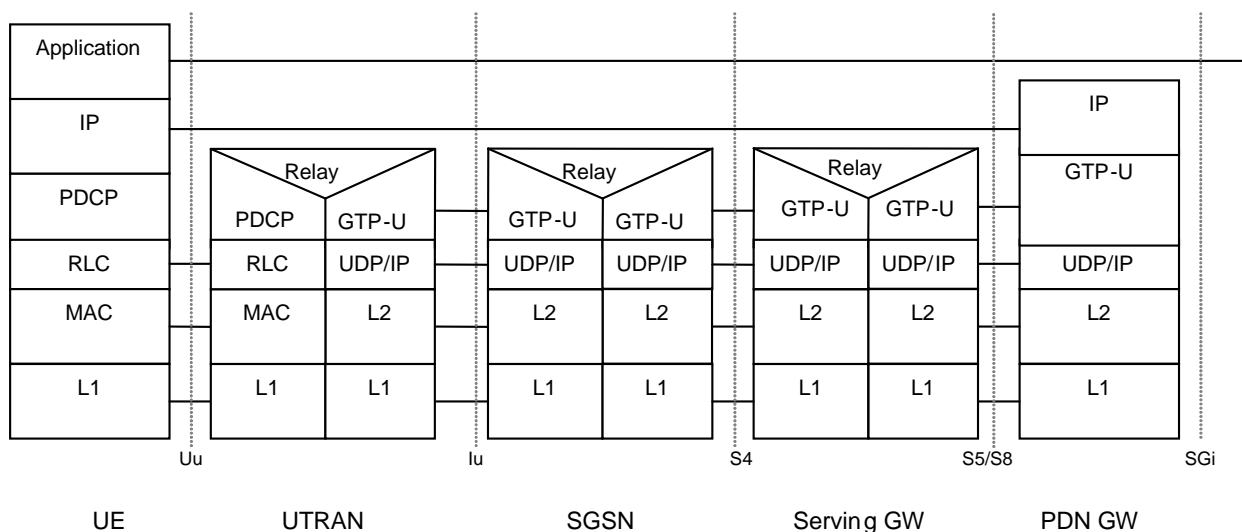 Application
IP
PDCP
RLC
MAC
L1
Relay
PDCP GTP-U
RLC UDP/IP
MAC L2
L1 L1
Relay
GTP-U GTP-U
UDP/IP UDP/IP
L2 L2
L1 L1
Relay
GTP-U GTP-U
UDP/IP UDP/IP
L2 L2
L1 L1
IP
GTP-U
UDP/IP
L2
L1
Uu Iu S4 S5/S8 SGi
UE UTRAN SGSN Serving GW PDN GW